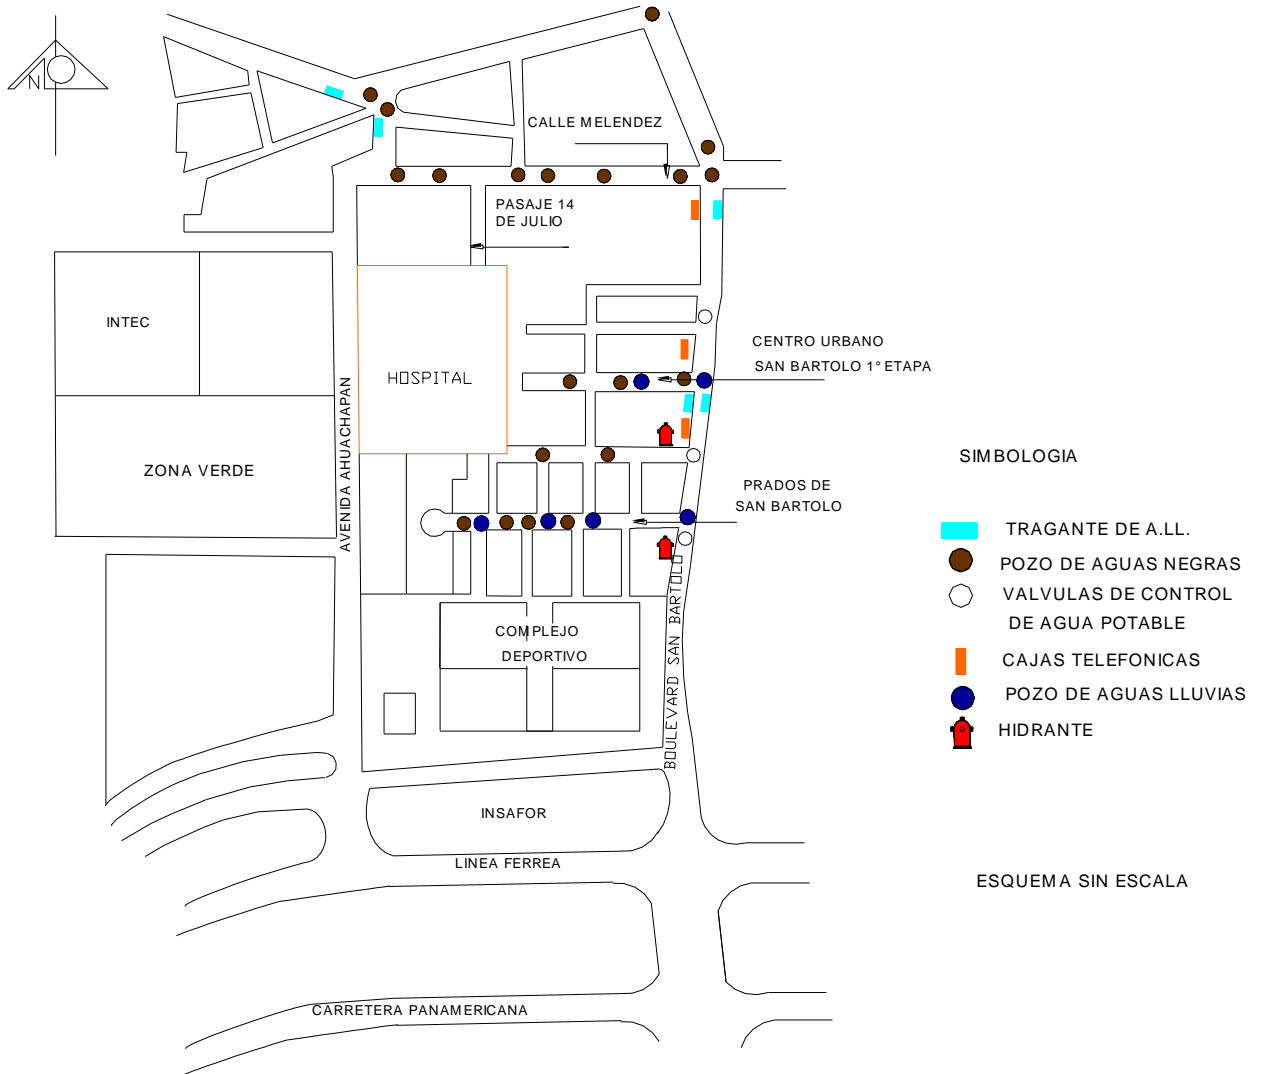 N
CALLE MELENDEZ
PASAJE 14
DE JULIO
INTEC
CENTRO URBANO
SAN BARTOLO 1° ETAPA
HOSPITAL
AVENIDA AHUACHAPAN
ZONA VERDE
PRADOS DE
SAN BARTOLO
BOULEVARD SAN BARTOLO
COMPLEJO
DEPORTIVO
INSAFOR
LINEA FERREA
CARRETERA PANAMERICANA
SIMBOLOGIA
TRAGANTE DE A.LL.
POZO DE AGUAS NEGRAS
VALVULAS DE CONTROL
DE AGUA POTABLE
CAJAS TELEFONICAS
POZO DE AGUAS LLUVIAS
HIDRANTE
ESQUEMA SIN ESCALA